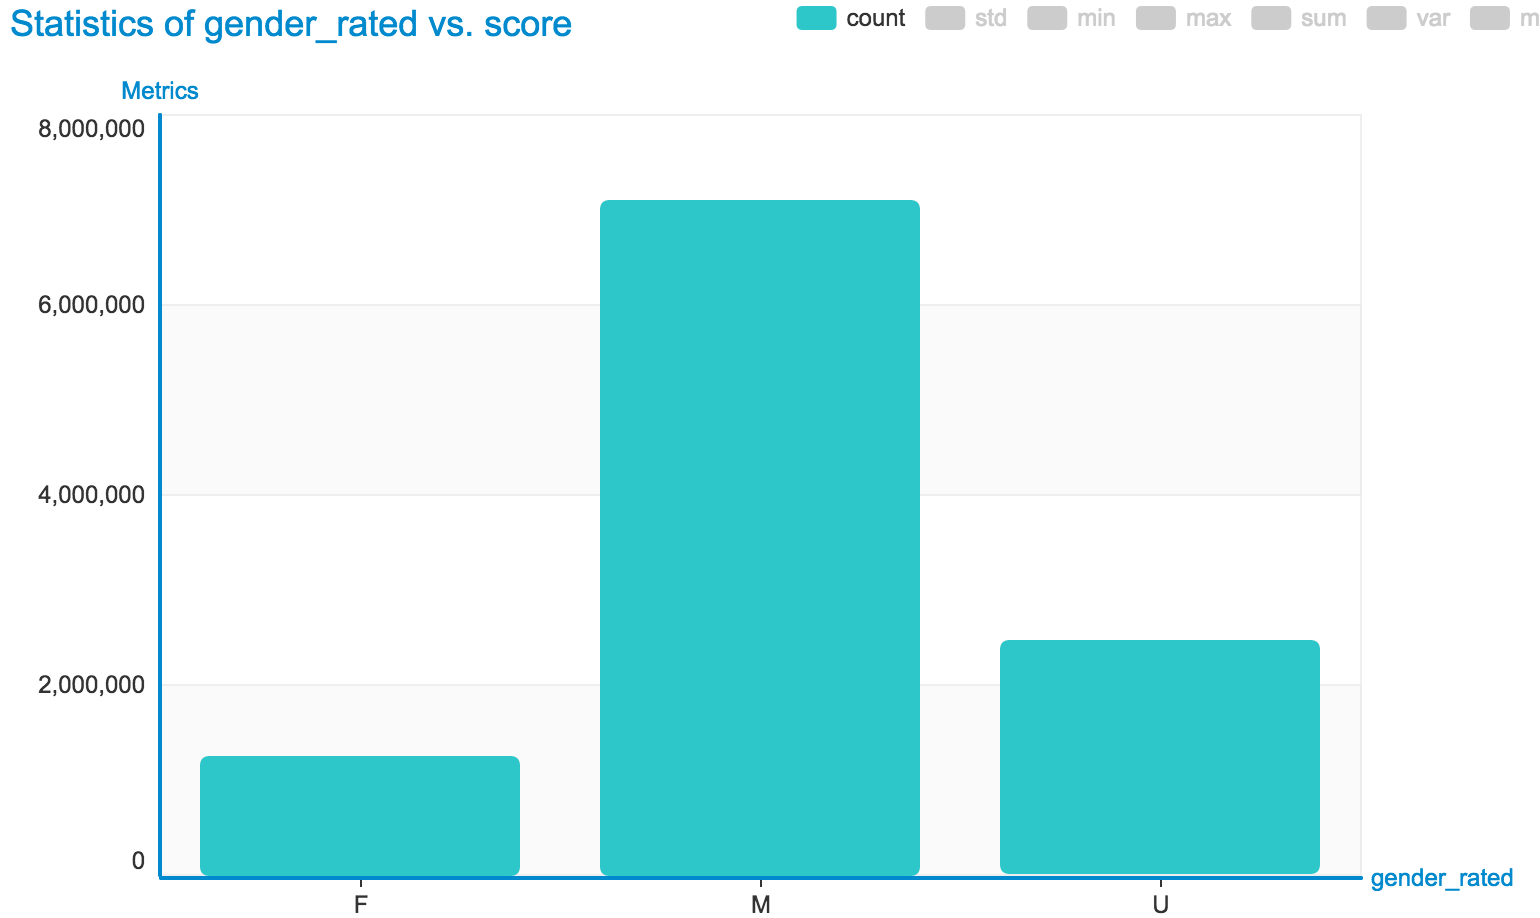 Statistics of gender_rated vs. score
count std min max sum var m
Metrics
8,000,000
6,000,000
4,000,000
2,000,000
0
F M U
gender_rated